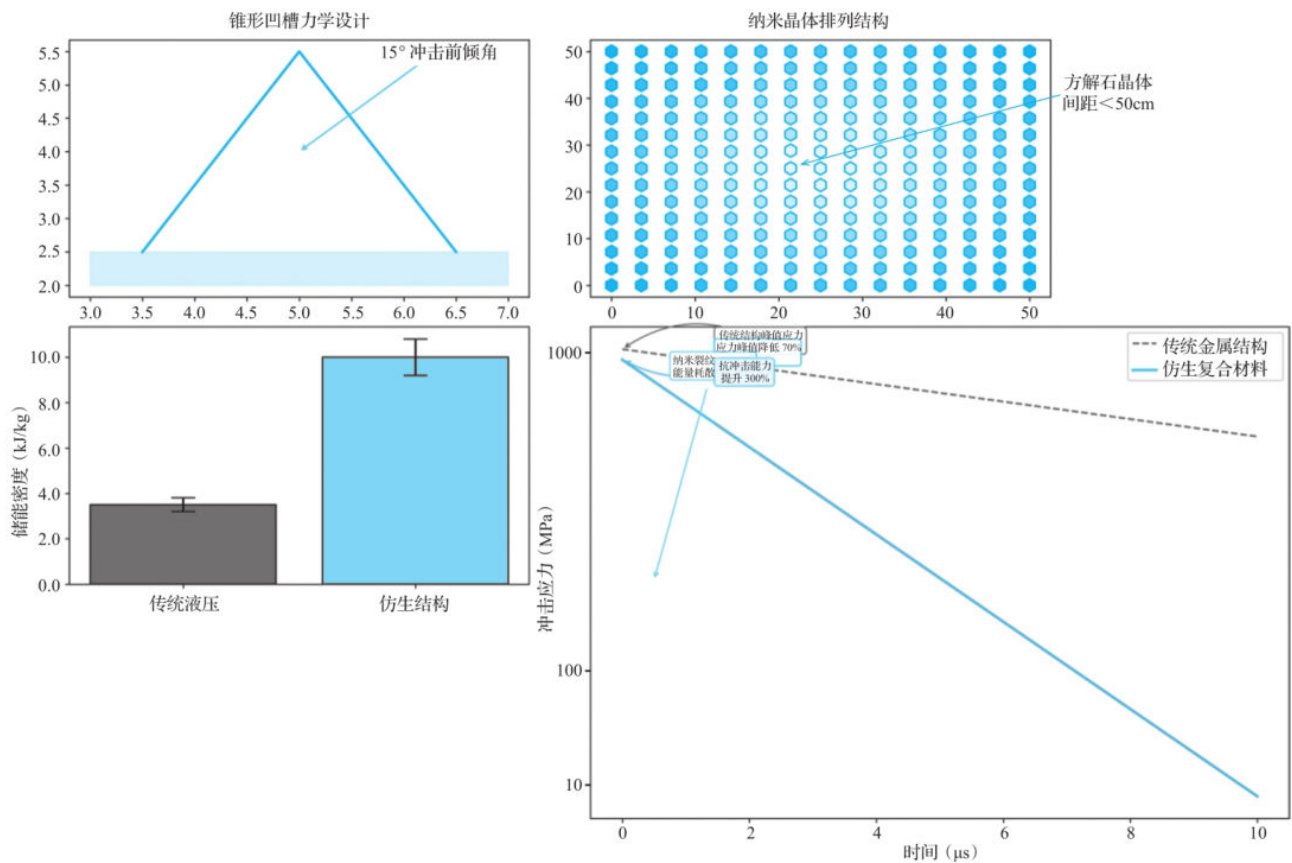 锥形凹槽力学设计
5.5
5.0
4.5
4.0
3.5
3.0
2.5
2.0
15° 冲击前倾角
3.0 3.5 4.0 4.5 5.0 5.5 6.0 6.5 7.0
纳米晶体排列结构
50
40
30
20
10
0
方解石晶体
间距＜50cm
0 10 20 30 40 50
储能密度（kJ/kg）
10.0
8.0
6.0
4.0
2.0
0.0
传统液压 仿生结构
冲击应力（MPa）
1000
100
10
传统结构峰值应力
应力峰值降低 70%
纳米裂纹
能量耗散
抗冲击能力
提升 300%
传统金属结构
仿生复合材料
0 2 4 6 8 10
时间（μs）